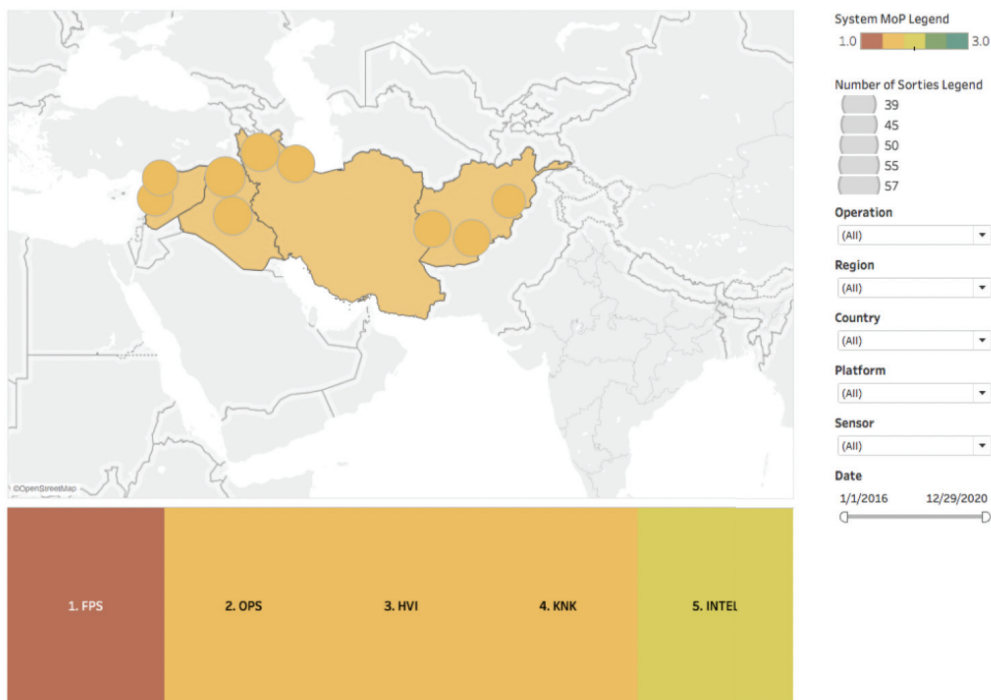 System MoP Legend
1.0 3.0
Number of Sorties Legend
39
45
50
55
57
Operation
(All)
Region
(All)
Country
(All)
Platform
(All)
Sensor
(All)
Date
1/1/2016 12/29/2020
©OpenStreetMap
1. FPS 2. OPS 3. HVI 4. KNK 5. INTEL